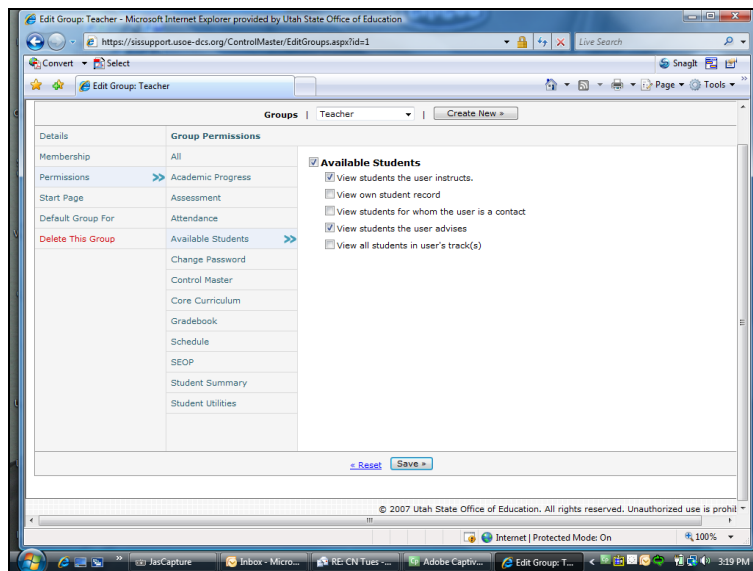 Edit Group: Teacher - Microsoft Internet Explorer provided by Utah State Office of Education
https://sissupport.usoe-dcs.org/ControlMaster/EditGroups.aspx?id=1
Live Search
Convert
Select
SnagIt
Edit Group: Teacher
Page
Tools
Groups | Teacher | Create New »
Details
Group Permissions
Membership
All
Available Students
Permissions
Academic Progress
View students the user instructs.
Start Page
Assessment
View own student record
Default Group For
Attendance
View students for whom the user is a contact
Delete This Group
Available Students
View students the user advises
View all students in user's track(s)
Change Password
Control Master
Core Curriculum
Gradebook
Schedule
SEOP
Student Summary
Student Utilities
« Reset
Save »
© 2007 Utah State Office of Education. All rights reserved. Unauthorized use is prohib
Internet | Protected Mode: On
100%
JasCapture
Inbox - Micro...
RE: CN Tues -...
Adobe Captiv...
Edit Group: T...
3:19 PM